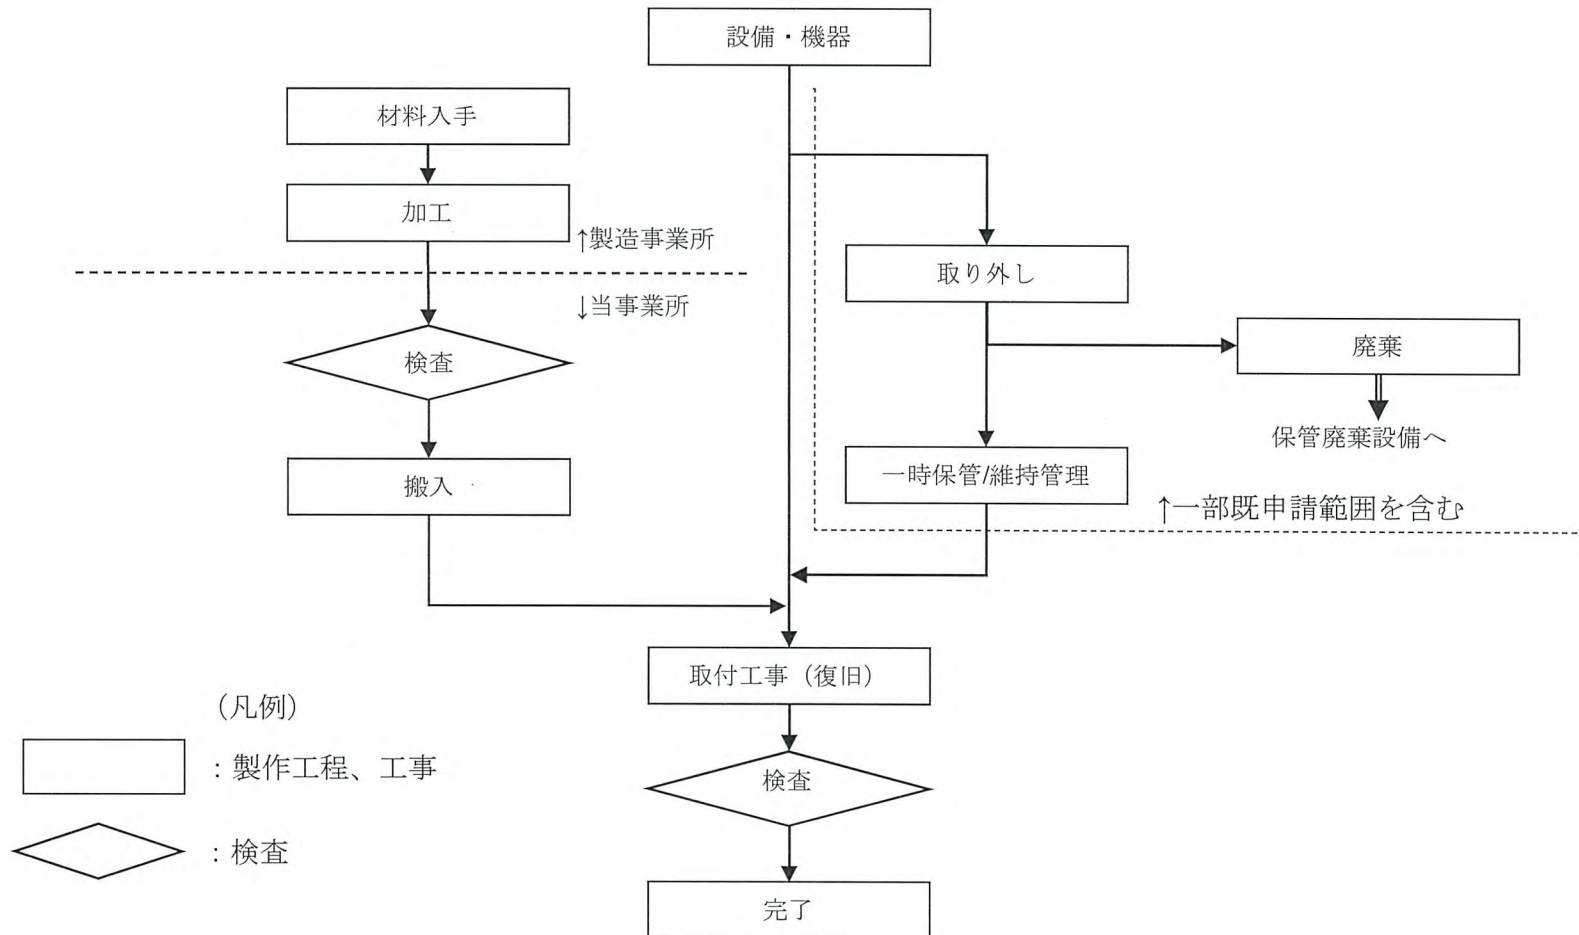 設備・機器
材料入手
加工
↑製造事業所
↓当事業所
取り外し
検査
廃棄
保管廃棄設備へ
搬入
一時保管/維持管理
↑一部既申請範囲を含む
取付工事（復旧）
（凡例）
：製作工程、工事
検査
：検査
完了